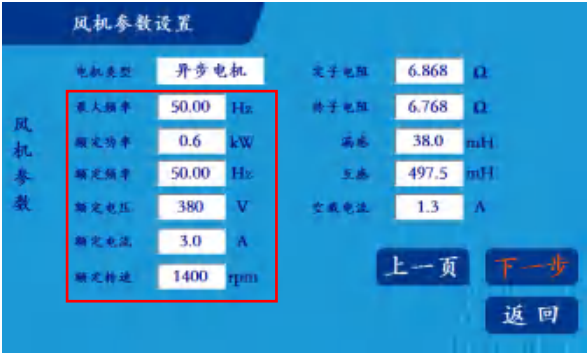 风机参数设置
电机类型 异步电机 定子电阻 6.868 Ω
最大频率 50.00 Hz 转子电阻 6.768 Ω
额定功率 0.6 kW 漏感 38.0 mH
额定频率 50.00 Hz 互感 497.5 mH
额定电压 380 V 空载电流 1.3 A
额定电流 3.0 A
额定转速 1400 rpm
风机参数
上一页 下一步
返回